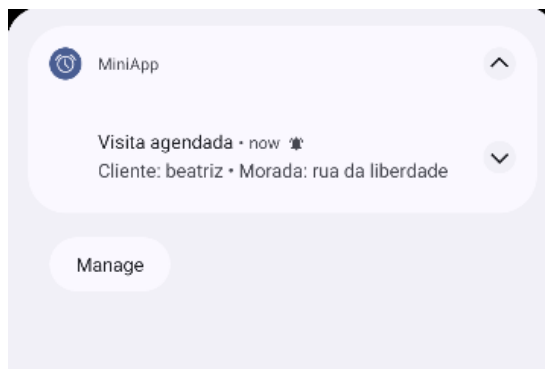 MiniApp
Visita agendada • now
Cliente: beatriz • Morada: rua da liberdade
Manage